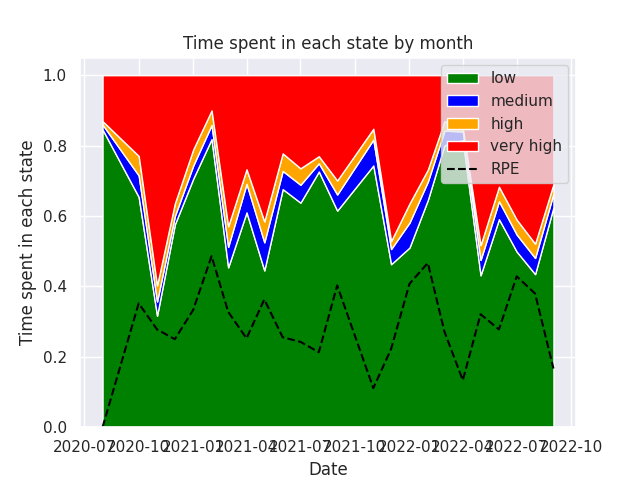 Time spent in each state by month
1.0
0.8
0.6
0.4
0.2
0.0
Time spent in each state
low
medium
high
very high
RPE
2020-07
2020-10
2021-01
2021-04
2021-07
2021-10
2022-01
2022-04
2022-07
2022-10
Date